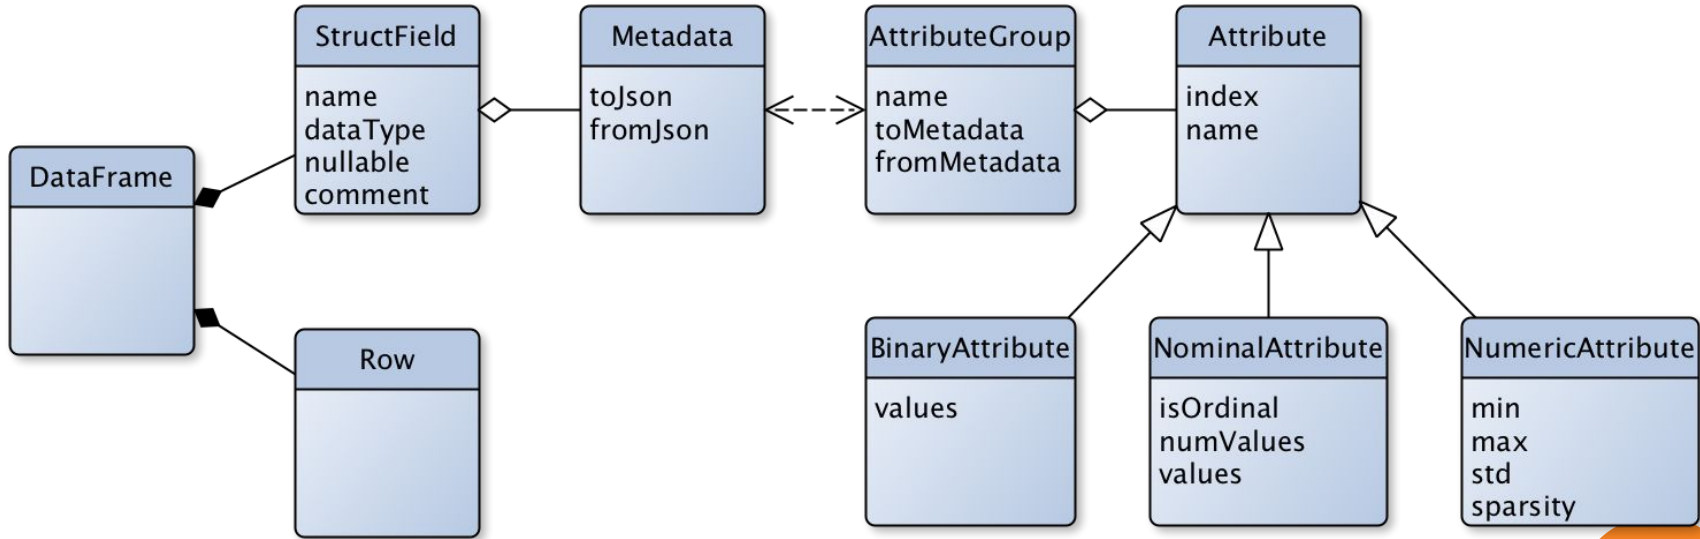 DataFrame
StructField
name
dataType
nullable
comment
Row
Metadata
toJson
fromJson
AttributeGroup
name
toMetadata
fromMetadata
Attribute
index
name
BinaryAttribute
values
NominalAttribute
isOrdinal
numValues
values
NumericAttribute
min
max
std
sparsity